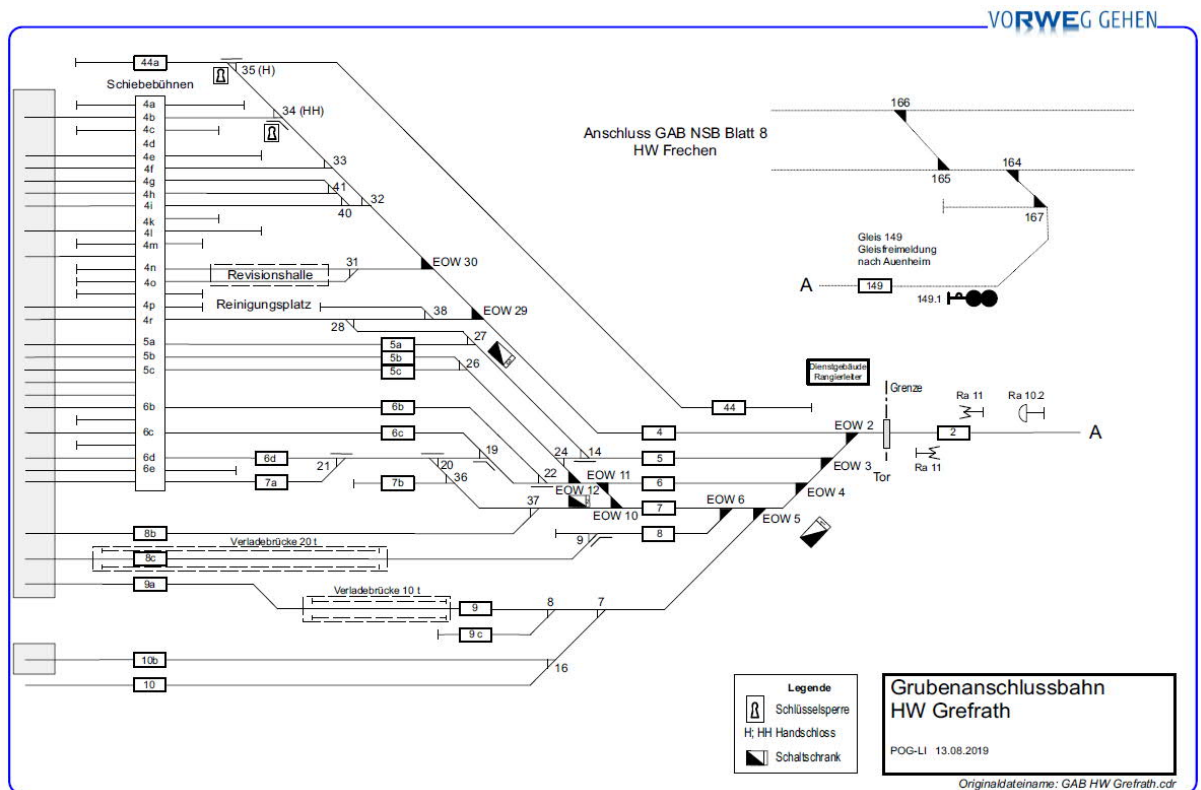 VORWEG GEHEN
44a
35 (H)
Schiebebühnen
4a
34 (HH)
4b
4c
4d
4e
33
4f
4g
41
4h
32
4i
40
4k
4l
4m
31
EOW 30
4n
Revisionshalle
4o
Reinigungsplatz
4p
38
EOW 29
4r
28
27
5a
5a
5b
5b
26
5c
5c
6b
6b
6c
6c
19
6d
6d
21
20
6e
7a
7b
36
24
14
22
EOW 11
EOW 12
37
EOW 10
44
4
5
6
7
8
9
EOW 2
EOW 3
EOW 4
EOW 6
EOW 5
8b
Verladebrücke 20 t
8c
9a
Verladebrücke 10 t
9
8
7
9 c
10b
16
10
Anschluss GAB NSB Blatt 8
HW Frechen
166
165
164
167
Gleis 149
Gleisfreimeldung
nach Auenheim
A
149
149.1
Dienstgebäude
Rangierleiter
Grenze
Ra 11
Ra 10.2
2
A
Ra 11
Tor
Legende
Schlüsselsperre
H; HH Handschloss
Schaltschrank
Grubenanschlussbahn
HW Grefrath
POG-LI 13.08.2019
Originaldateiname: GAB HW Grefrath.cdr